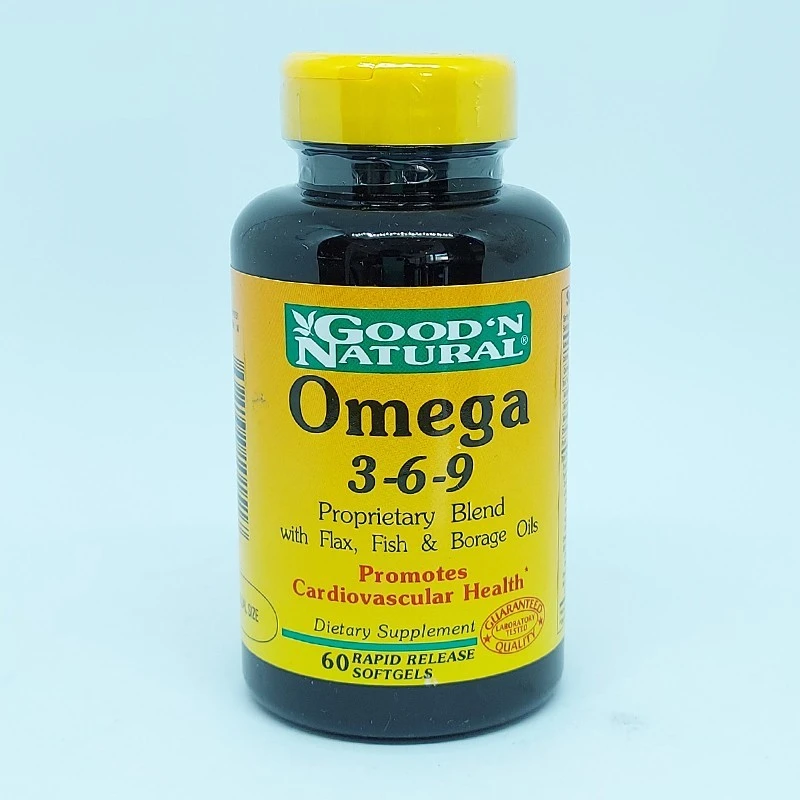 GOOD 'N
NATURAL®
Omega
3-6-9
Proprietary Blend
with Flax, Fish & Borage Oils
Promotes
Cardiovascular Health*
Dietary Supplement
GUARANTEED
LABORATORY
TESTED
QUALITY
60 RAPID RELEASE
SOFTGELS
SIZE